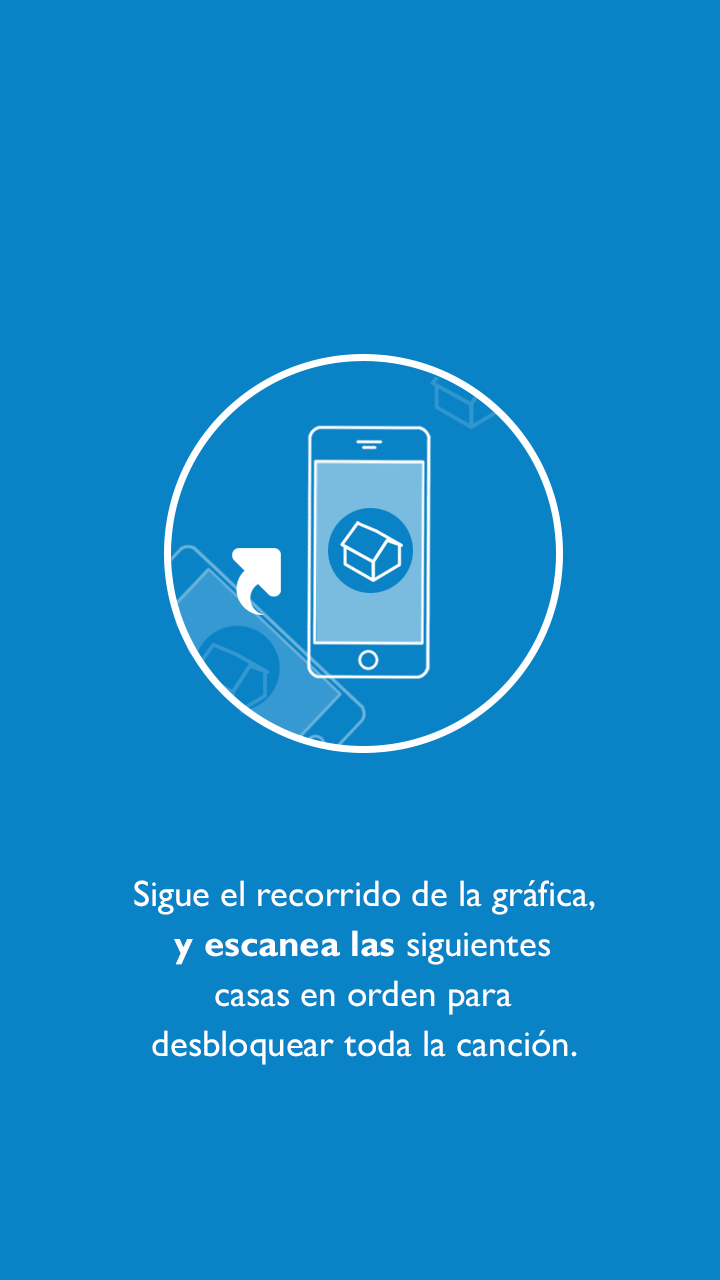 Sigue el recorrido de la gráfica,
y escanea las siguientes
casas en orden para
desbloquear toda la canción.